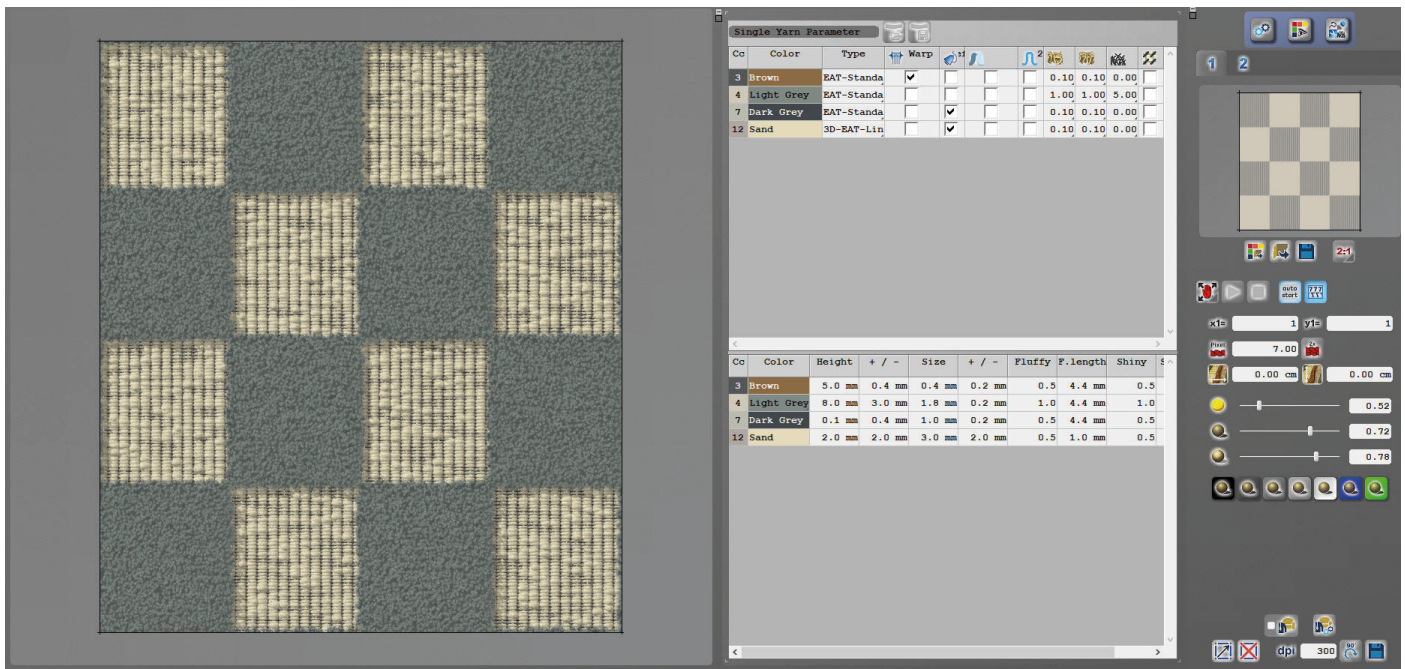 Single Yarn Parameter
Cc Color Type Warp 2
3 Brown EAT-Standa 0.10 0.10 0.00
4 Light Grey EAT-Standa 1.00 1.00 5.00
7 Dark Grey EAT-Standa 0.10 0.10 0.00
12 Sand 3D-EAT-Lin 0.10 0.10 0.00
Cc Color Height + / - Size + / - Fluffy F.length Shiny S
3 Brown 5.0 mm 0.4 mm 0.4 mm 0.2 mm 0.5 4.4 mm 0.5
4 Light Grey 8.0 mm 3.0 mm 1.8 mm 0.2 mm 1.0 4.4 mm 1.0
7 Dark Grey 0.1 mm 0.4 mm 1.0 mm 0.2 mm 0.5 4.4 mm 0.5
12 Sand 2.0 mm 2.0 mm 3.0 mm 2.0 mm 0.5 1.0 mm 0.5
1 2
2:1
auto start 777
x1= 1 y1= 1
Pixel 7.00 2x
0.00 cm 0.00 cm
0.52
0.72
0.78
dpi 300 90°